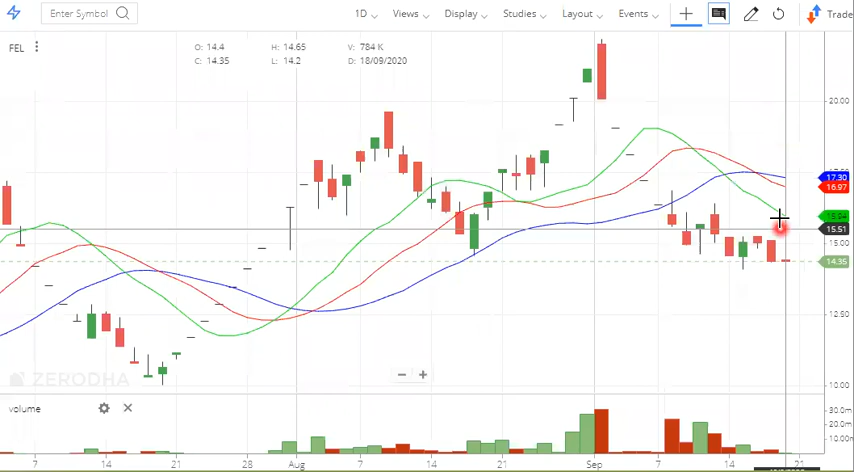 Enter Symbol 1D Views Display Studies Layout Events Trade
FEL O: 14.4 H: 14.65 V: 784 K
C: 14.35 L: 14.2 D: 18/09/2020
20.00
17.30
16.97
15.51
15.00
14.35
12.50
ZERODHA 10.00
volume
30.0m
20.0m
10.00m
7 14 21 28 Aug 7 14 21 Sep 7 14 21